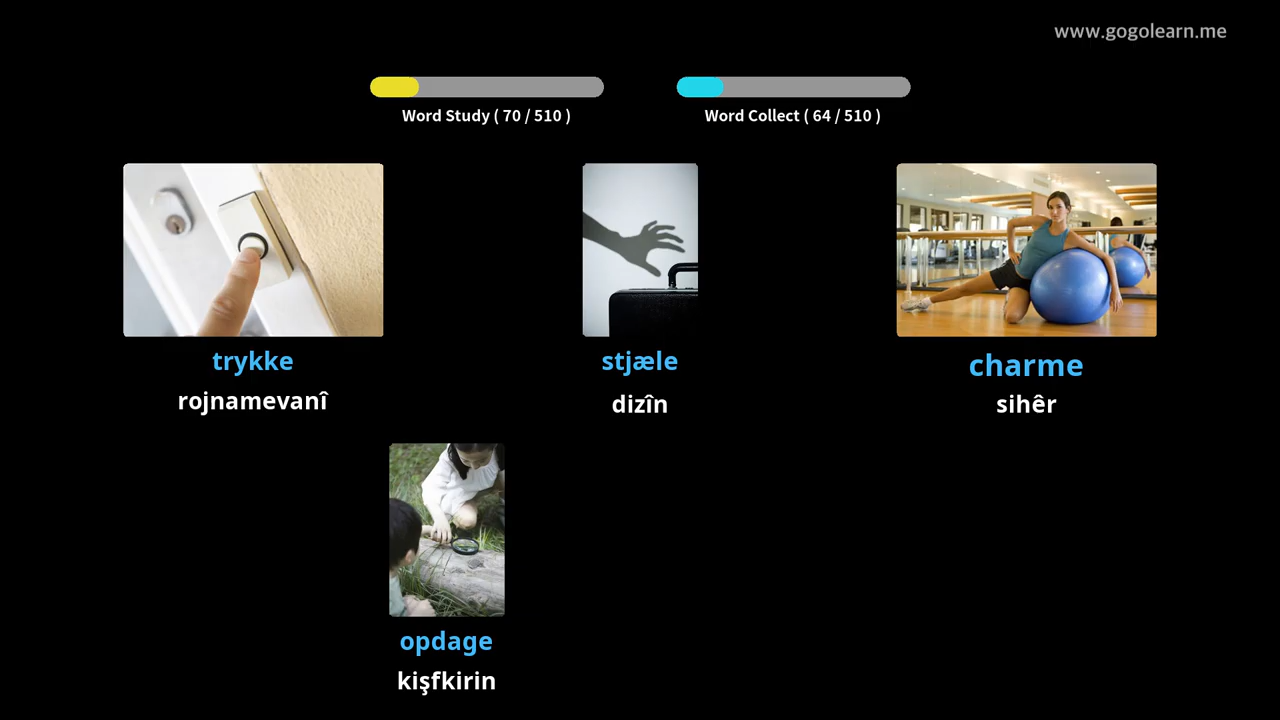 www.gogolearn.me
Word Study ( 70 / 510 )
Word Collect ( 64 / 510 )
trykke
rojnamevanî
stjæle
dizîn
charme
sihêr
opdage
kişfkirin